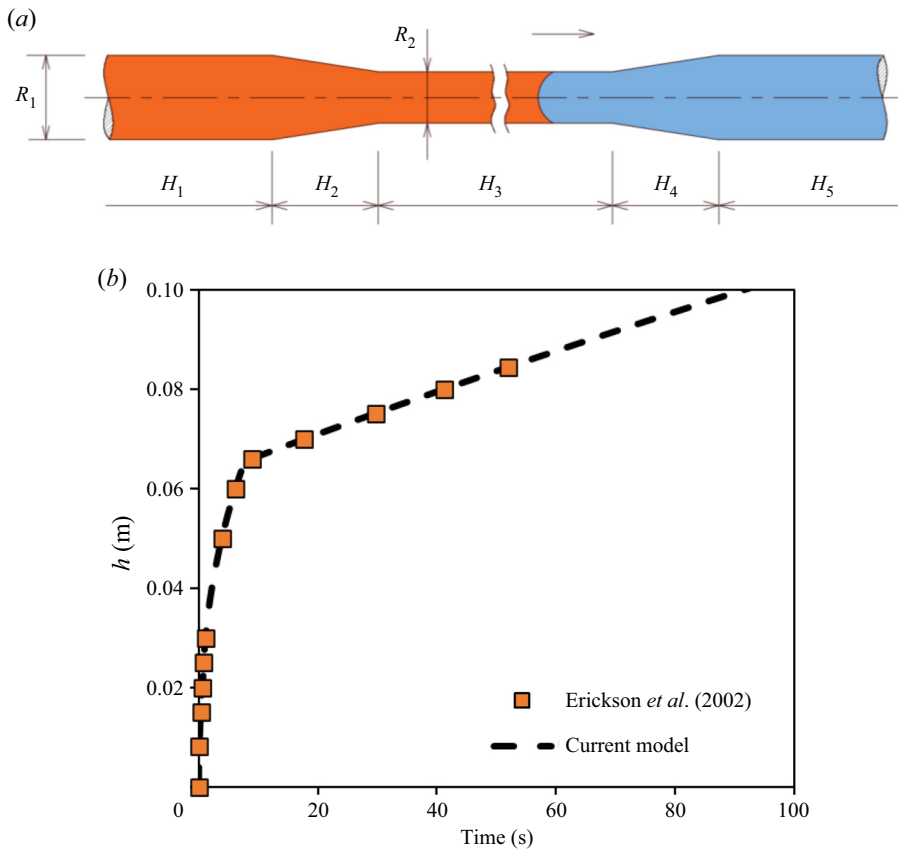 (a)
R2
R1
H1 H2 H3 H4 H5
(b)
0.10
0.08
0.06
0.04
0.02
h (m)
Erickson et al. (2002)
Current model
0 20 40 60 80 100
Time (s)